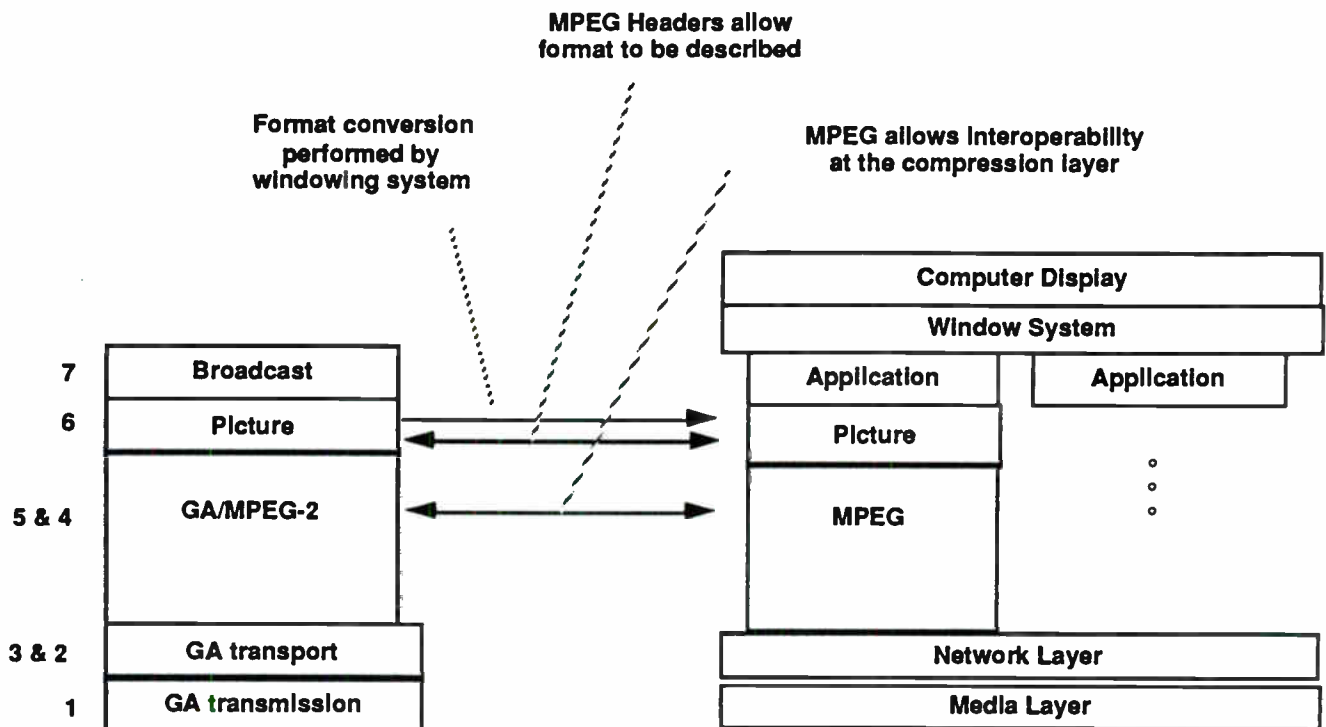 MPEG Headers allow
format to be described
Format conversion
performed by
windowing system
MPEG allows Interoperability
at the compression layer
Computer Display
Window System
7
Broadcast
Application
Application
6
Picture
Picture
5 & 4
GA/MPEG-2
MPEG
3 & 2
GA transport
Network Layer
1
GA transmission
Media Layer